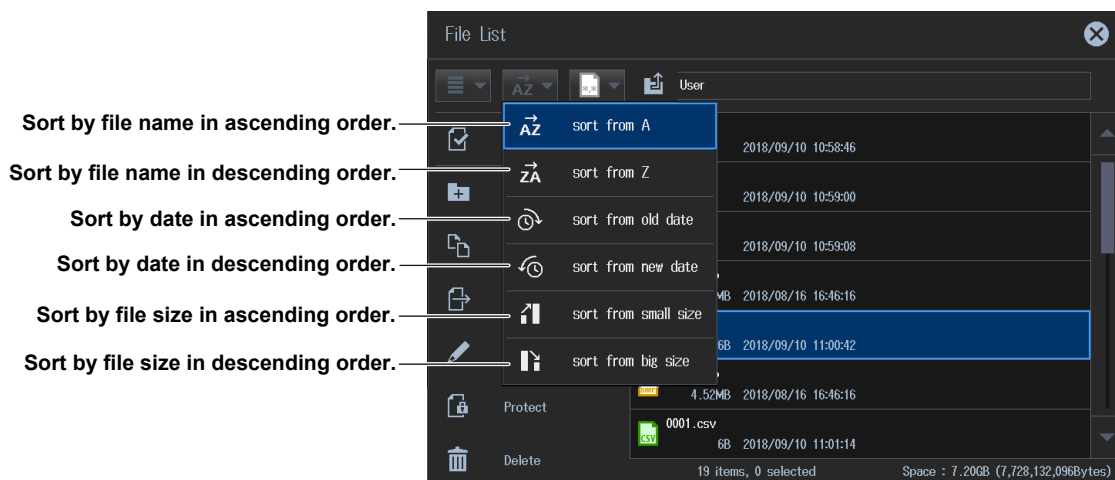 File List
AZ
*.*
User
Sort by file name in ascending order.
AZ sort from A
2018/09/10 10:58:46
Sort by file name in descending order.
ZA sort from Z
2018/09/10 10:59:00
Sort by date in ascending order.
sort from old date
2018/09/10 10:59:08
Sort by date in descending order.
sort from new date
MB 2018/08/16 16:46:16
Sort by file size in ascending order.
sort from small size
6B 2018/09/10 11:00:42
Sort by file size in descending order.
sort from big size
4.52MB 2018/08/16 16:46:16
Protect
0001.csv
CSV
6B 2018/09/10 11:01:14
Delete
19 items, 0 selected
Space : 7.20GB (7,728,132,096Bytes)